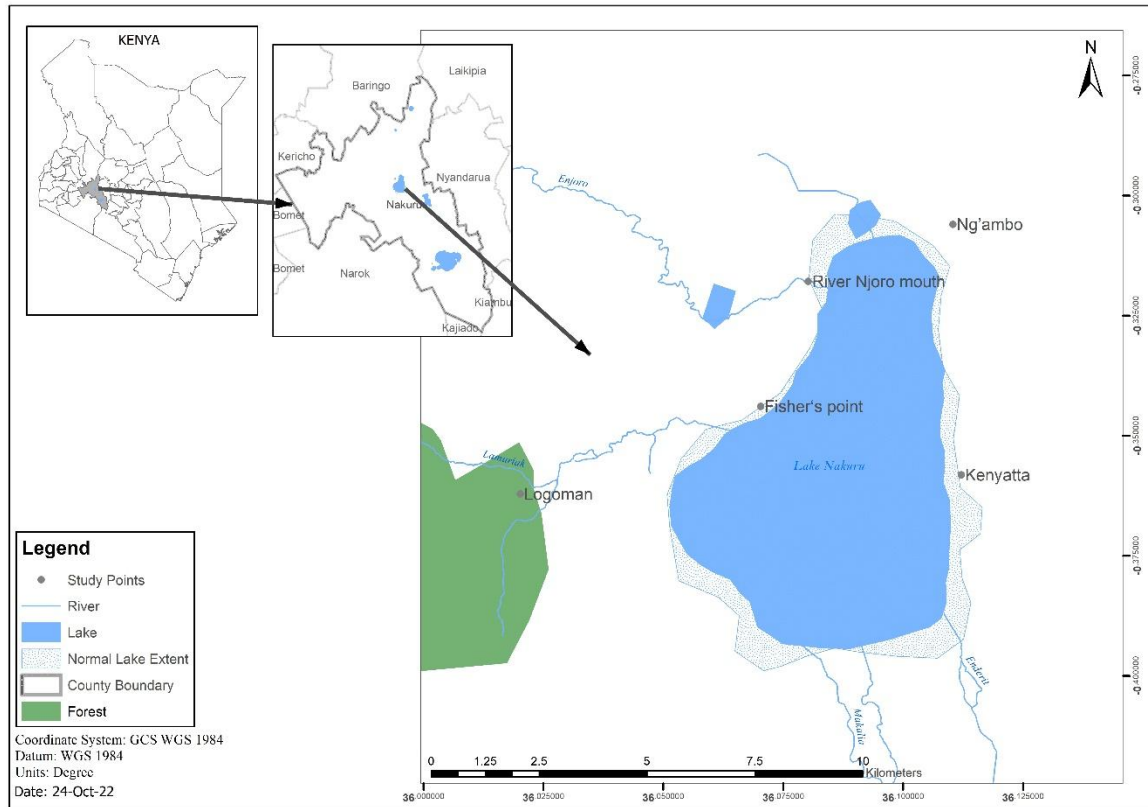 KENYA
Laikipia
Baringo
Kericho
Nyandarua
Nakuru
Bomet
Bomet
Narok
Kiambu
Kajiado
N
-0.275000
-0.300000
-0.325000
-0.350000
-0.375000
-0.400000
Enjoro
Ng'ambo
River Njoro mouth
Fisher's point
Lamuriak
Logoman
Lake Nakuru
Kenyatta
Makalia
Enderit
Legend
Study Points
River
Lake
Normal Lake Extent
County Boundary
Forest
Coordinate System: GCS WGS 1984
Datum: WGS 1984
Units: Degree
Date: 24-Oct-22
0 1.25 2.5 5 7.5 10
Kilometers
36.000000 36.025000 36.050000 36.075000 36.100000 36.125000